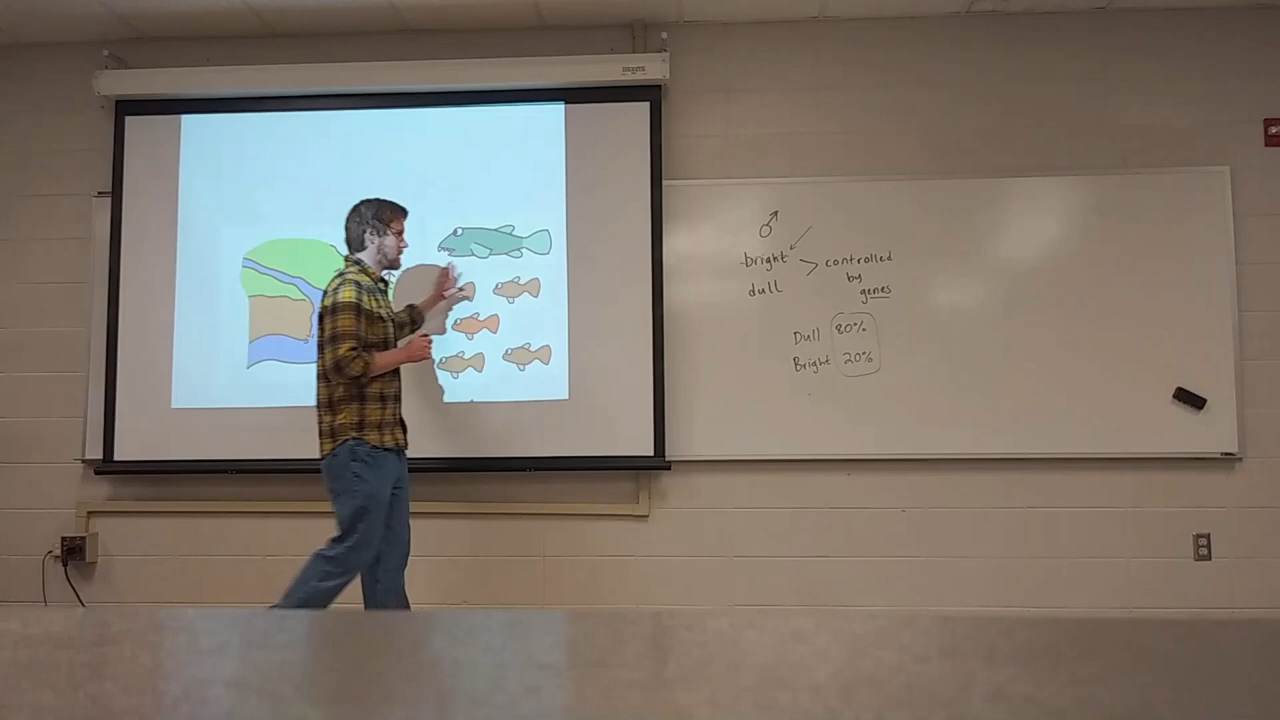 ♂
bright
dull
controlled
by
genes
Dull 80%
Bright 20%